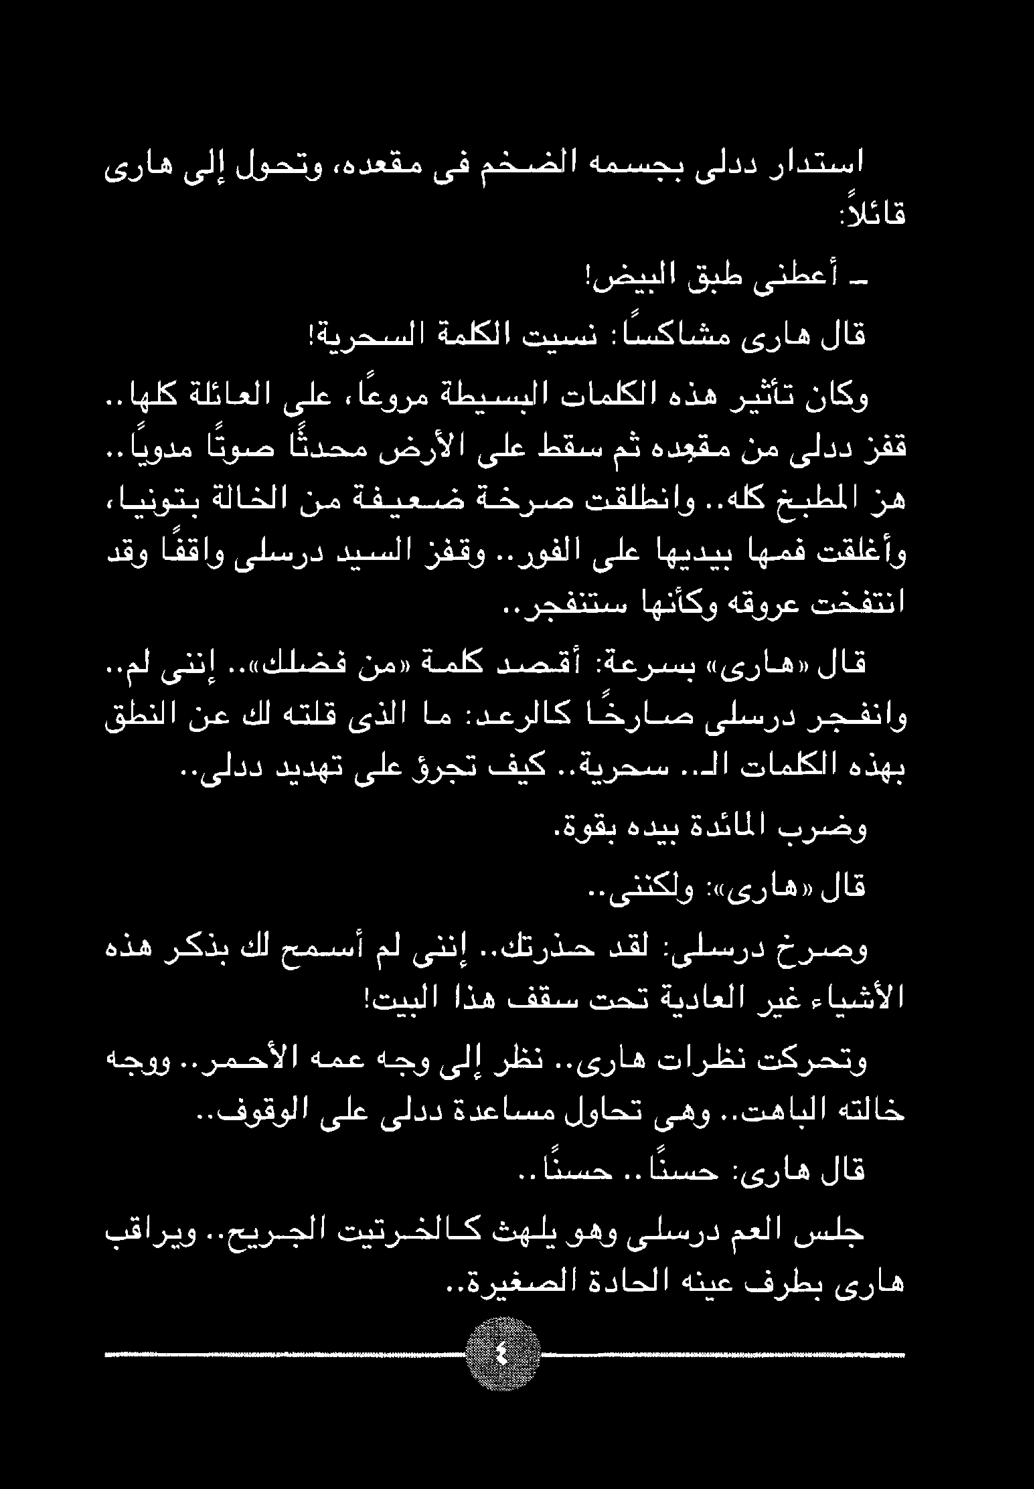 استدار ددلى بجسمه الضخم فى مقعده، وتحول إلى هارى
قائلاً:
ـ أعطنى طبق البيض!
قال هارى مشاكساً: نسيت الكلمة السحرية!
وكان تأثير هذه الكلمات البسيطة مروعاً، على العائلة كلها..
قفز ددلى من مقعده ثم سقط على الأرض محدثًا صوتًا مدويًا..
هز المطبخ كله.. وانطلقت صرخة ضعيفة من الخالة بتونيا،
وأغلقت فمها بيديها على الفور.. وقفز السيد درسلى واقفًا وقد
انتفخت عروقه وكأنها ستنفجر..
قال «هارى» بسرعة: أقصد كلمة «من فضلك».. إننى لم..
وانفجر درسلى صارخًا كالرعد: ما الذى قلته لك عن النطق
بهذه الكلمات الـ.. سحرية.. كيف تجرؤ على تهديد ددلى..
وضرب المائدة بيده بقوة.
قال «هارى»: ولكننى..
وصرخ درسلى: لقد حذرتك.. إننى لم أسمح لك بذكر هذه
الأشياء غير العادية تحت سقف هذا البيت!
وتحركت نظرات هارى.. نظر إلى وجه عمه الأحمر.. ووجه
خالته الباهت.. وهى تحاول مساعدة ددلى على الوقوف..
قال هارى: حسنًا.. حسنًا..
جلس العم درسلى وهو يلهث كالخرتيت الجريح.. ويراقب
هارى بطرف عينه الحادة الصغيرة..
٤